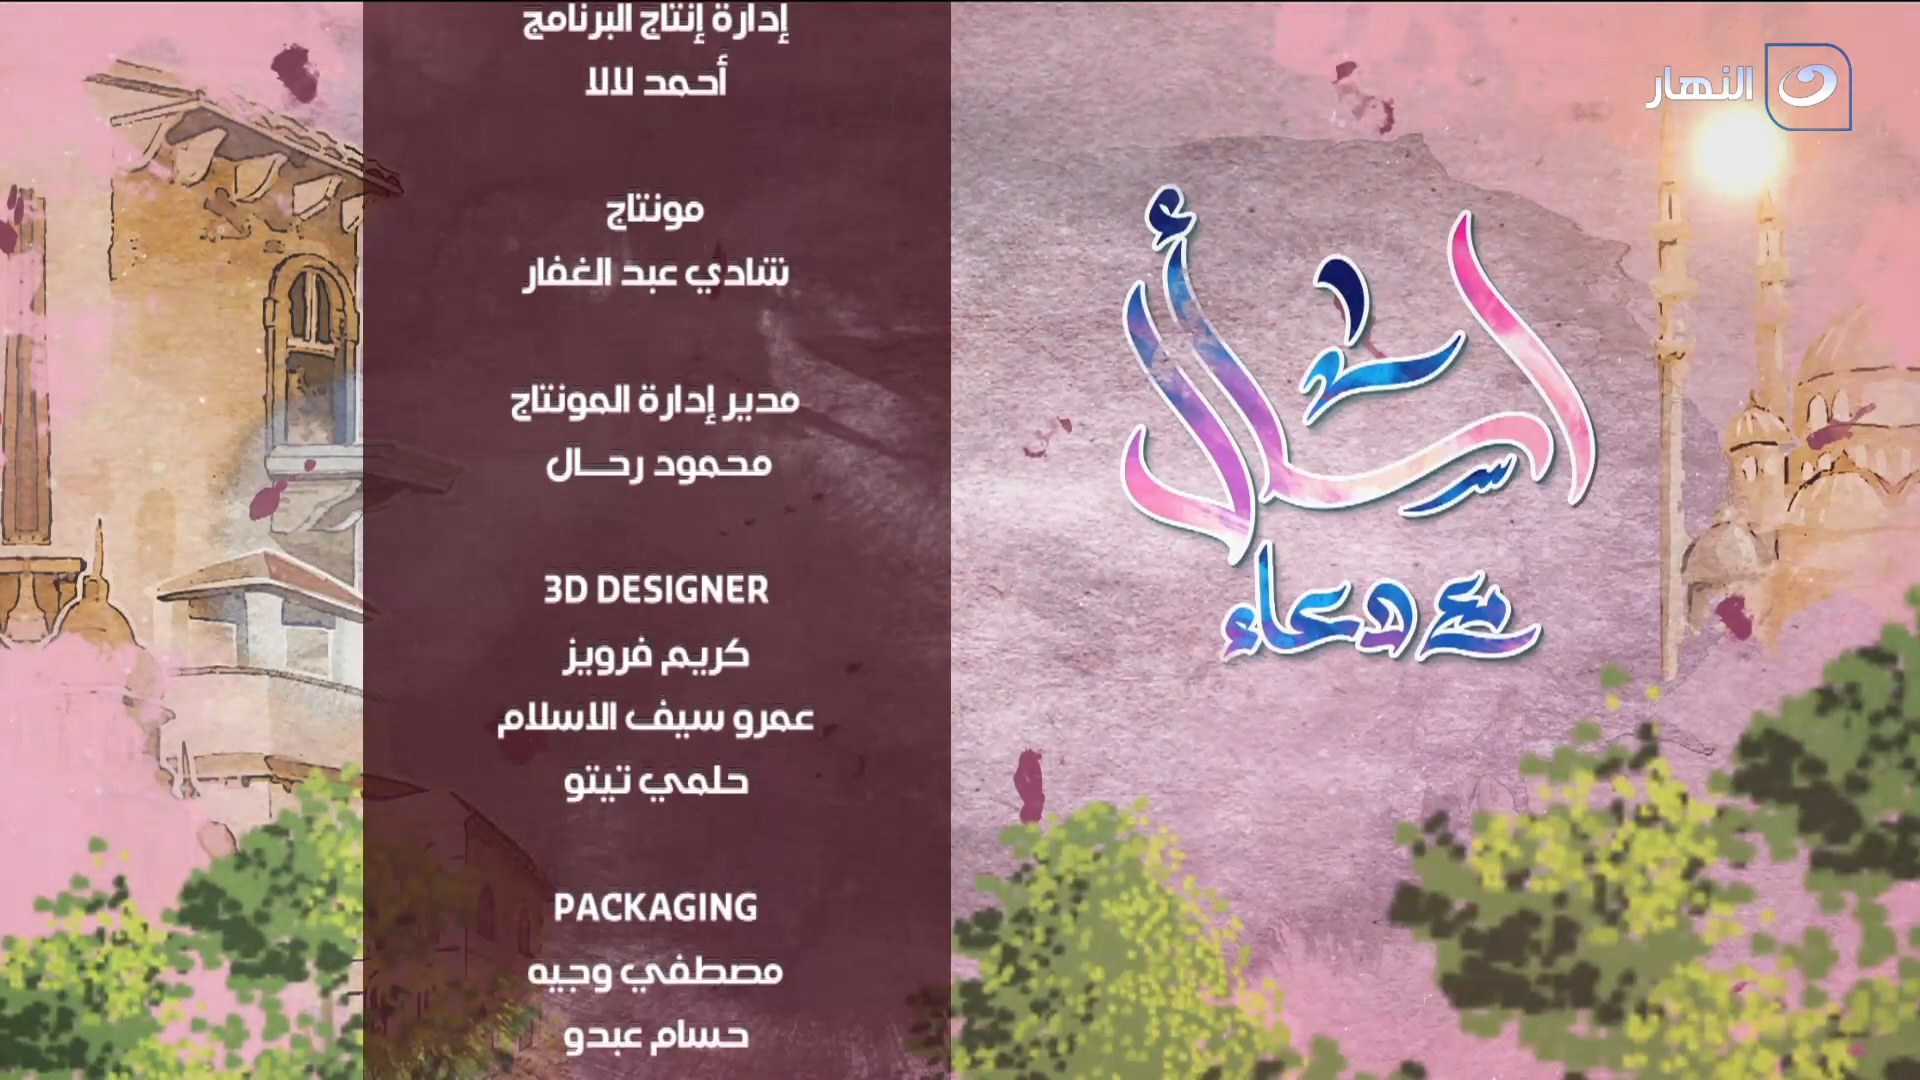 النهار
إدارة إنتاج البرنامج
أحمد لالا
مونتاج
شادي عبد الغفار
مدير إدارة المونتاج
محمود رحال
3D DESIGNER
كريم فرويز
عمرو سيف الاسلام
حلمي تيتو
PACKAGING
مصطفي وجيه
حسام عبدو
اسأل
مع دعاء